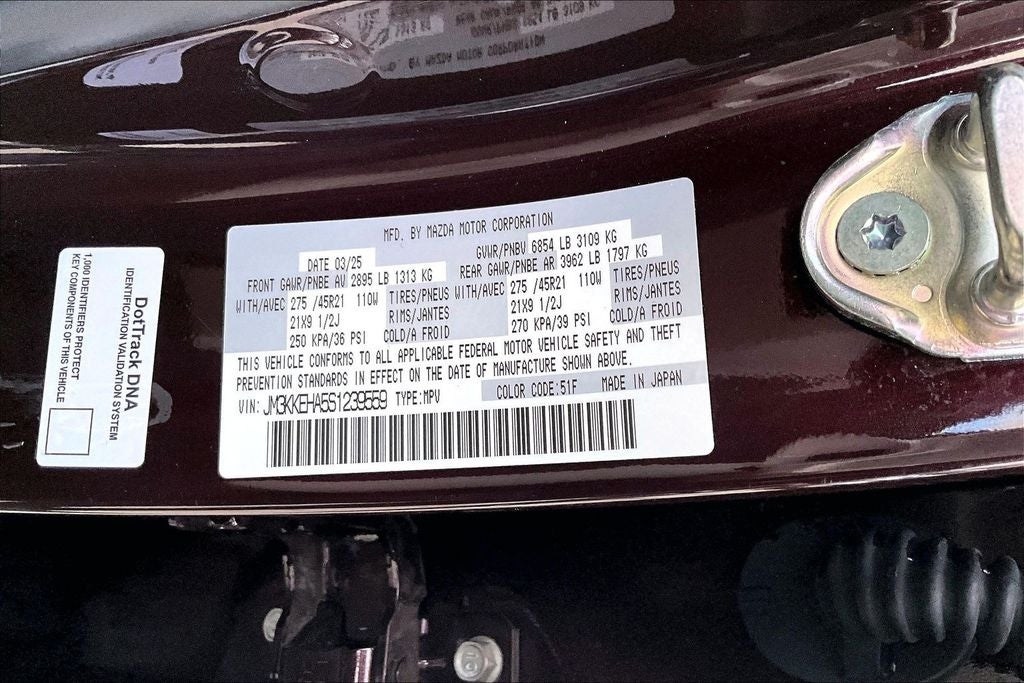 DotTrack DNA
IDENTIFICATION VALIDATION SYSTEM
1,000 IDENTIFIERS PROTECT
KEY COMPONENTS OF THIS VEHICLE
MFD. BY MAZDA MOTOR CORPORATION
DATE 03/25
GVWR/PNBV 6854 LB 3109 KG
FRONT GAWR/PNBE AV 2895 LB 1313 KG
REAR GAWR/PNBE AR 3962 LB 1797 KG
WITH/AVEC 275 /45R21 110W TIRES/PNEUS WITH/AVEC 275 /45R21 110W TIRES/PNEUS
21X9 1/2J RIMS/JANTES 21X9 1/2J RIMS/JANTES
250 KPA/36 PSI COLD/A FROID 270 KPA/39 PSI COLD/A FROID
THIS VEHICLE CONFORMS TO ALL APPLICABLE FEDERAL MOTOR VEHICLE SAFETY AND THEFT
PREVENTION STANDARDS IN EFFECT ON THE DATE OF MANUFACTURE SHOWN ABOVE.
COLOR CODE:51F MADE IN JAPAN
VIN: JM3KKEHA5S1239559 TYPE:MPV